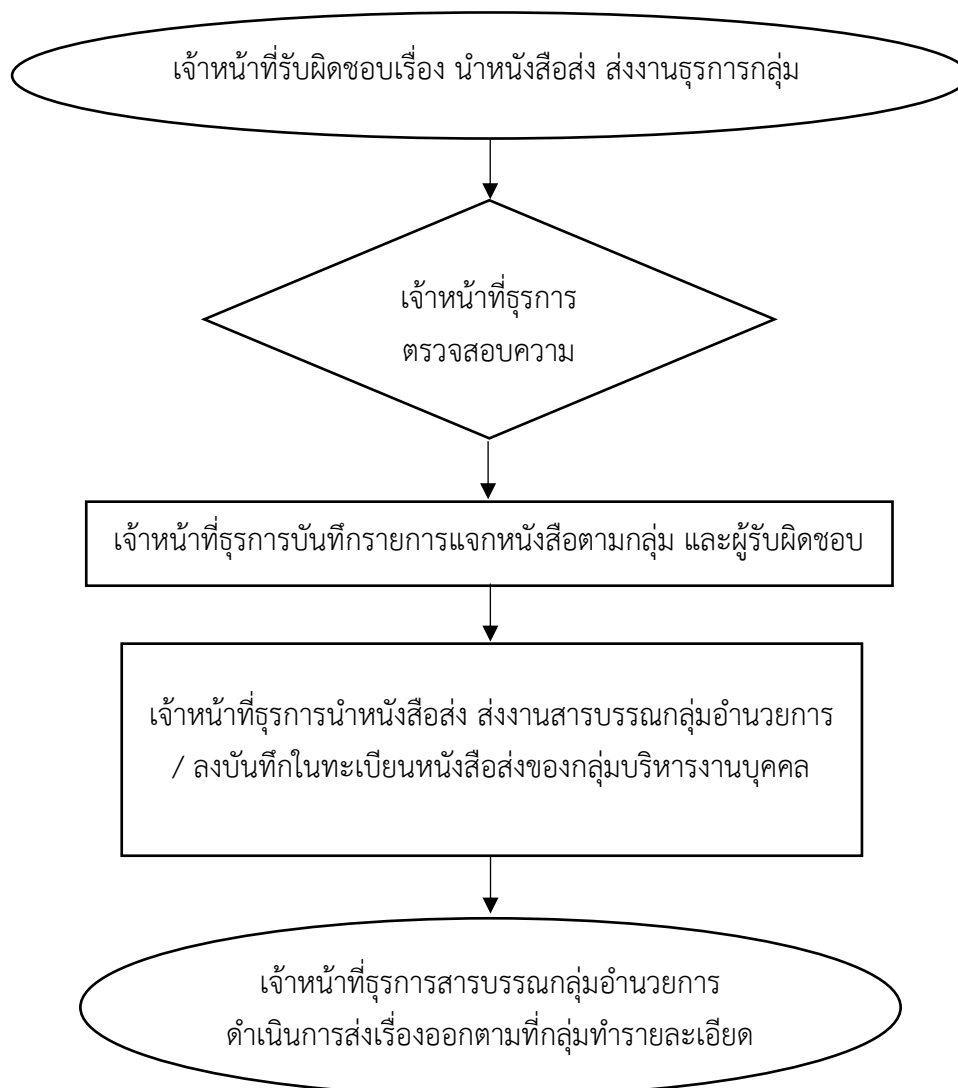 เจ้าหน้าที่รับผิดชอบเรื่อง นำหนังสือส่ง ส่งงานธุรการกลุ่ม
เจ้าหน้าที่ธุรการ
ตรวจสอบความ
เจ้าหน้าที่ธุรการบันทึกรายการแจกหนังสือตามกลุ่ม และผู้รับผิดชอบ
เจ้าหน้าที่ธุรการนำหนังสือส่ง ส่งงานสารบรรณกลุ่มอำนวยการ
/ ลงบันทึกในทะเบียนหนังสือส่งของกลุ่มบริหารงานบุคคล
เจ้าหน้าที่ธุรการสารบรรณกลุ่มอำนวยการ
ดำเนินการส่งเรื่องออกตามที่กลุ่มทำรายละเอียด